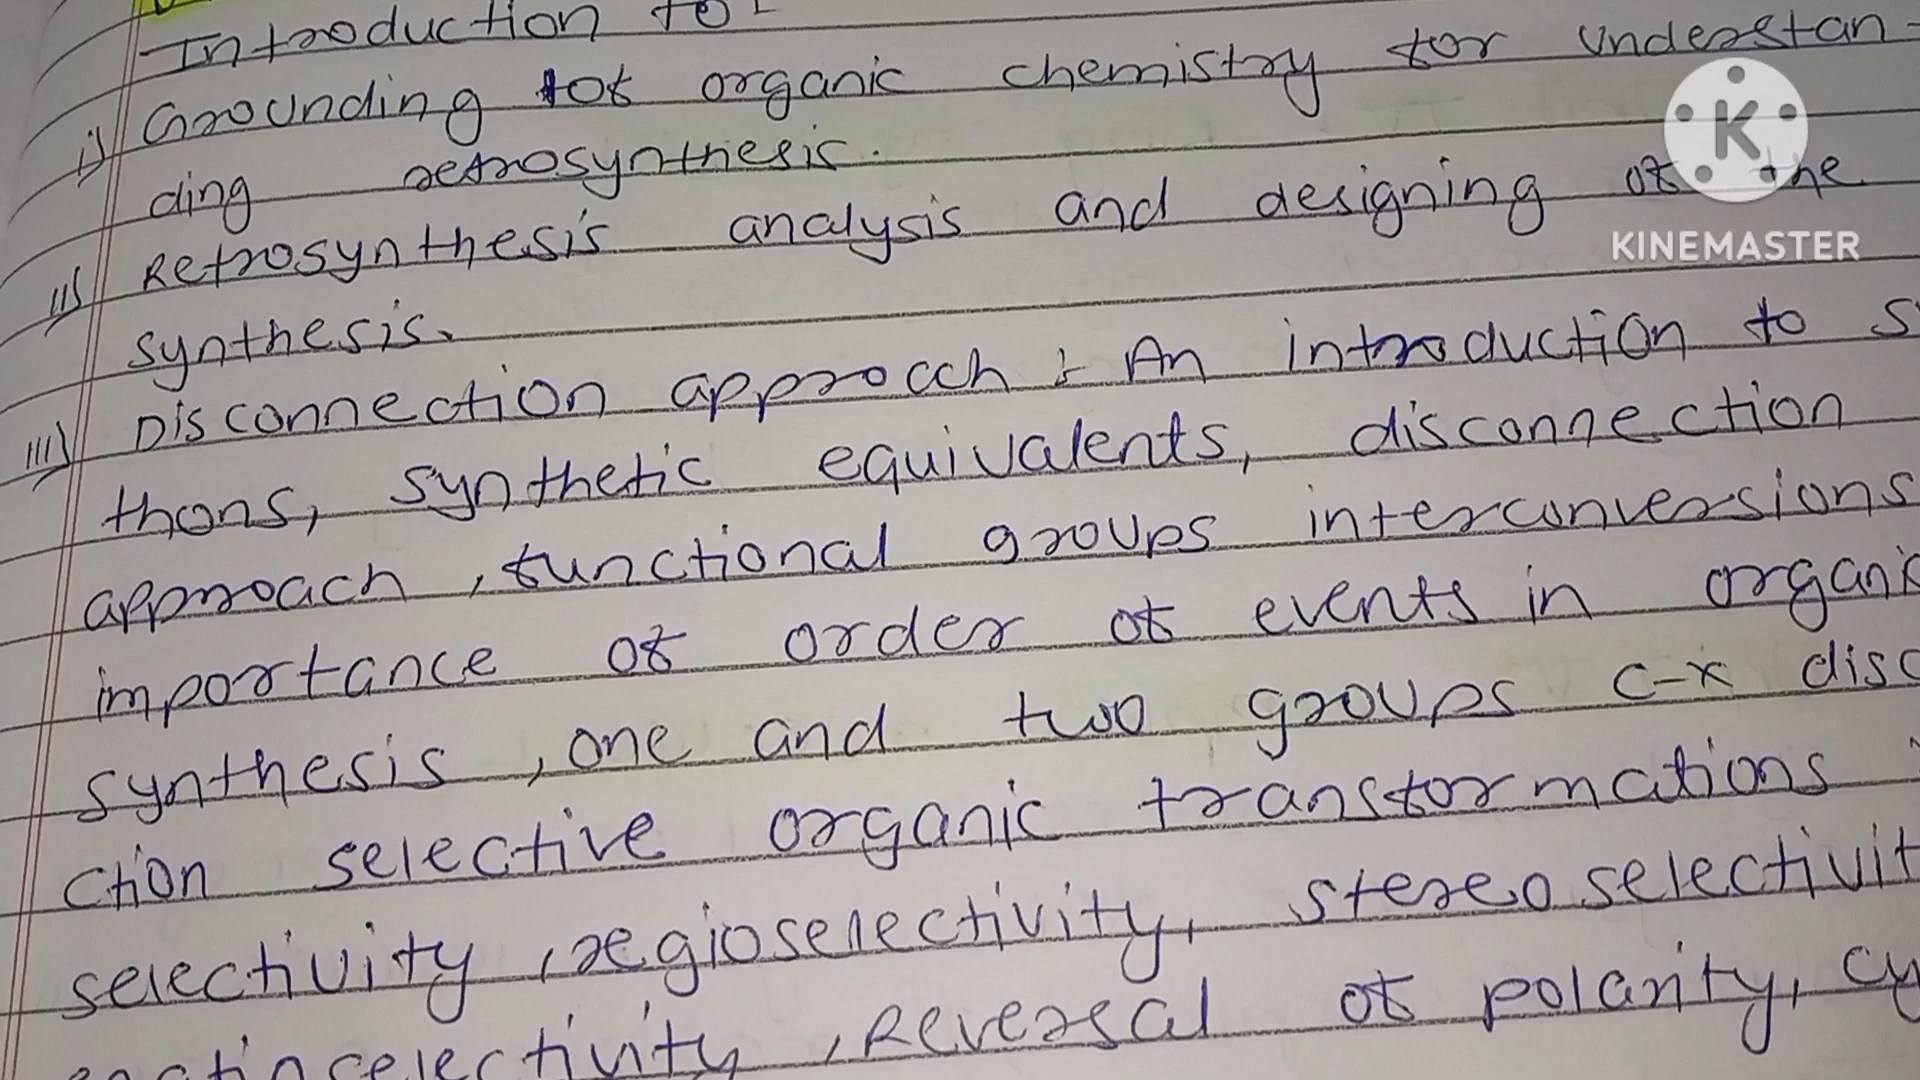 Introduction to:-
i) Grounding of organic chemistry for understan-
ding retrosynthesis.
ii) Retrosynthesis analysis and designing of the
synthesis.
iii) Disconnection approach :- An introduction to s
thons, synthetic equivalents, disconnection
approach, functional groups interconversions
importance of order of events in organic
synthesis, one and two groups c-x disc
ction selective organic transformations
selectivity, regioselectivity, stereoselectivit
selectivity, Reversal of polarity, cy
K
KINEMASTER